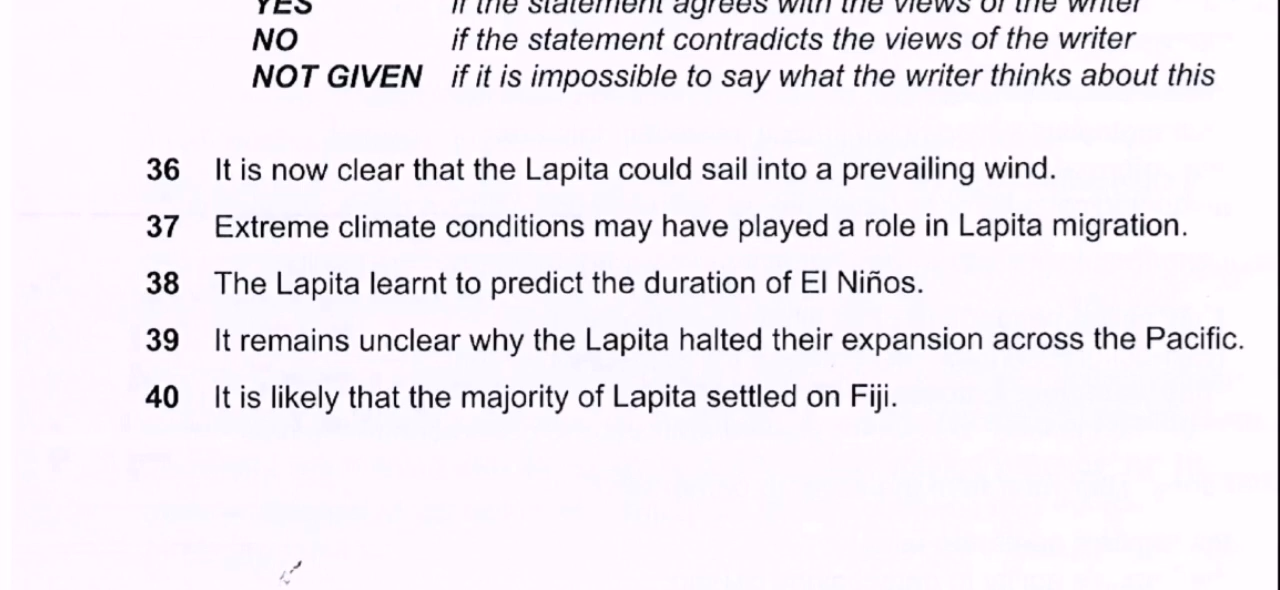 YES if the statement agrees with the views of the writer
NO if the statement contradicts the views of the writer
NOT GIVEN if it is impossible to say what the writer thinks about this
36 It is now clear that the Lapita could sail into a prevailing wind.
37 Extreme climate conditions may have played a role in Lapita migration.
38 The Lapita learnt to predict the duration of El Niños.
39 It remains unclear why the Lapita halted their expansion across the Pacific.
40 It is likely that the majority of Lapita settled on Fiji.